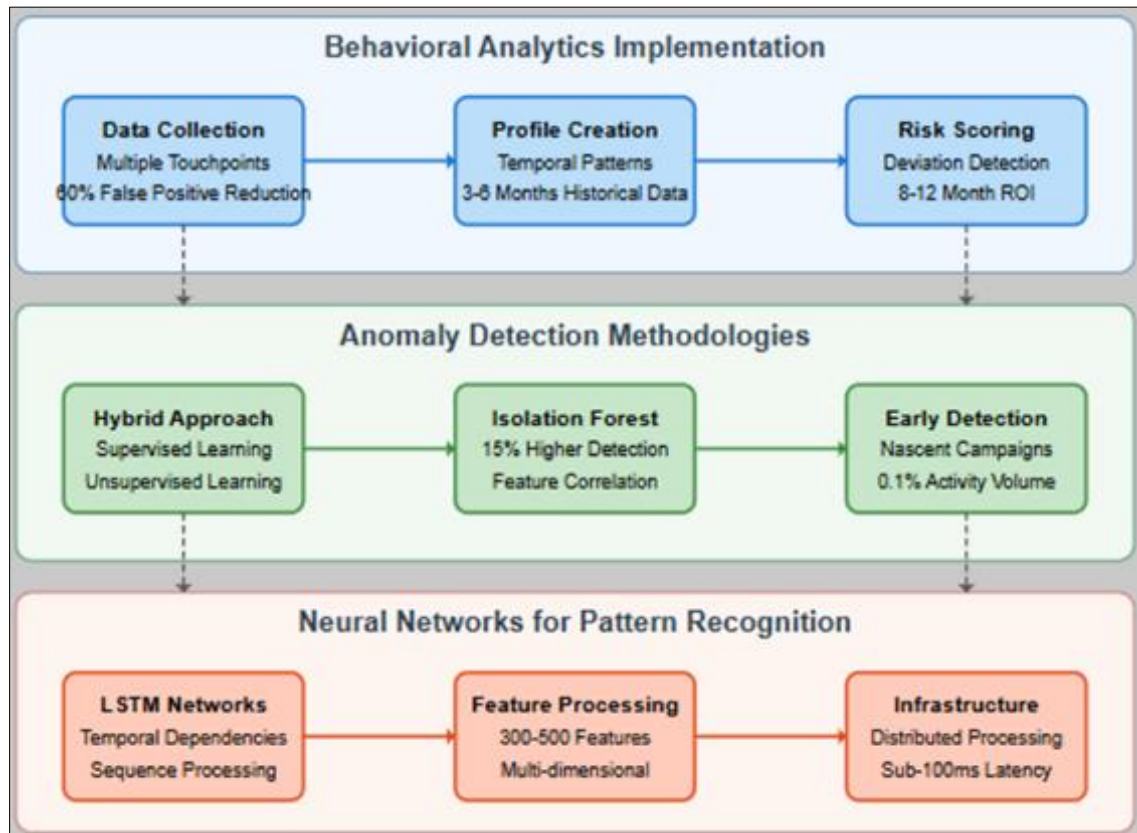 Behavioral Analytics Implementation
Data Collection
Multiple Touchpoints
60% False Positive Reduction
Profile Creation
Temporal Patterns
3-6 Months Historical Data
Risk Scoring
Deviation Detection
8-12 Month ROI
Anomaly Detection Methodologies
Hybrid Approach
Supervised Learning
Unsupervised Learning
Isolation Forest
15% Higher Detection
Feature Correlation
Early Detection
Nascent Campaigns
0.1% Activity Volume
Neural Networks for Pattern Recognition
LSTM Networks
Temporal Dependencies
Sequence Processing
Feature Processing
300-500 Features
Multi-dimensional
Infrastructure
Distributed Processing
Sub-100ms Latency